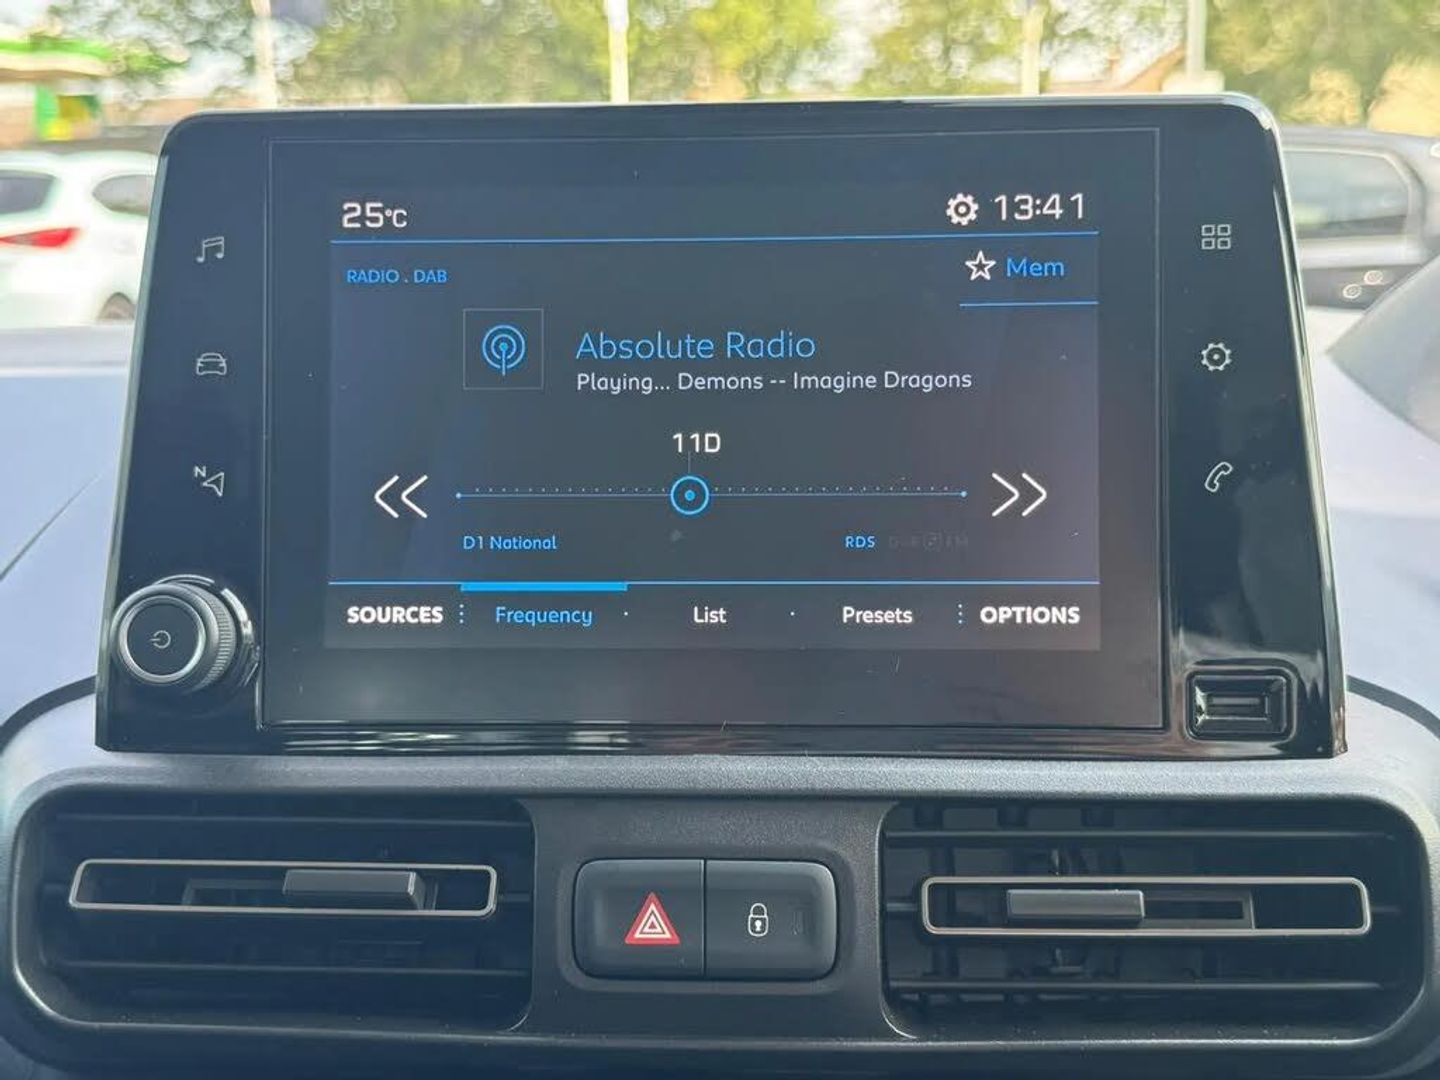 25°C
13:41
RADIO . DAB
Mem
Absolute Radio
Playing... Demons -- Imagine Dragons
11D
D1 National
RDS
SOURCES
Frequency
List
Presets
OPTIONS
N